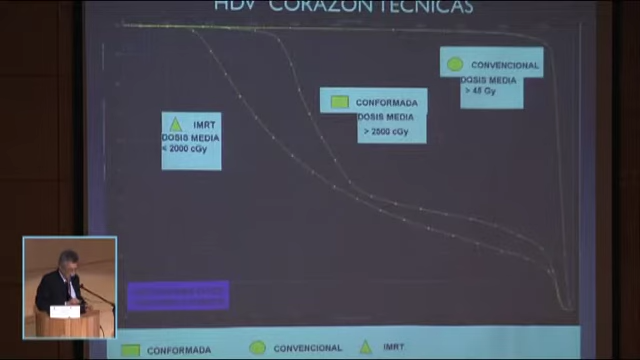 HDV CORAZON TECNICAS
CONVENCIONAL
DOSIS MEDIA
> 45 Gy
CONFORMADA
DOSIS MEDIA
> 2500 cGy
IMRT
DOSIS MEDIA
< 2000 cGy
CONFORMADA CONVENCIONAL IMRT